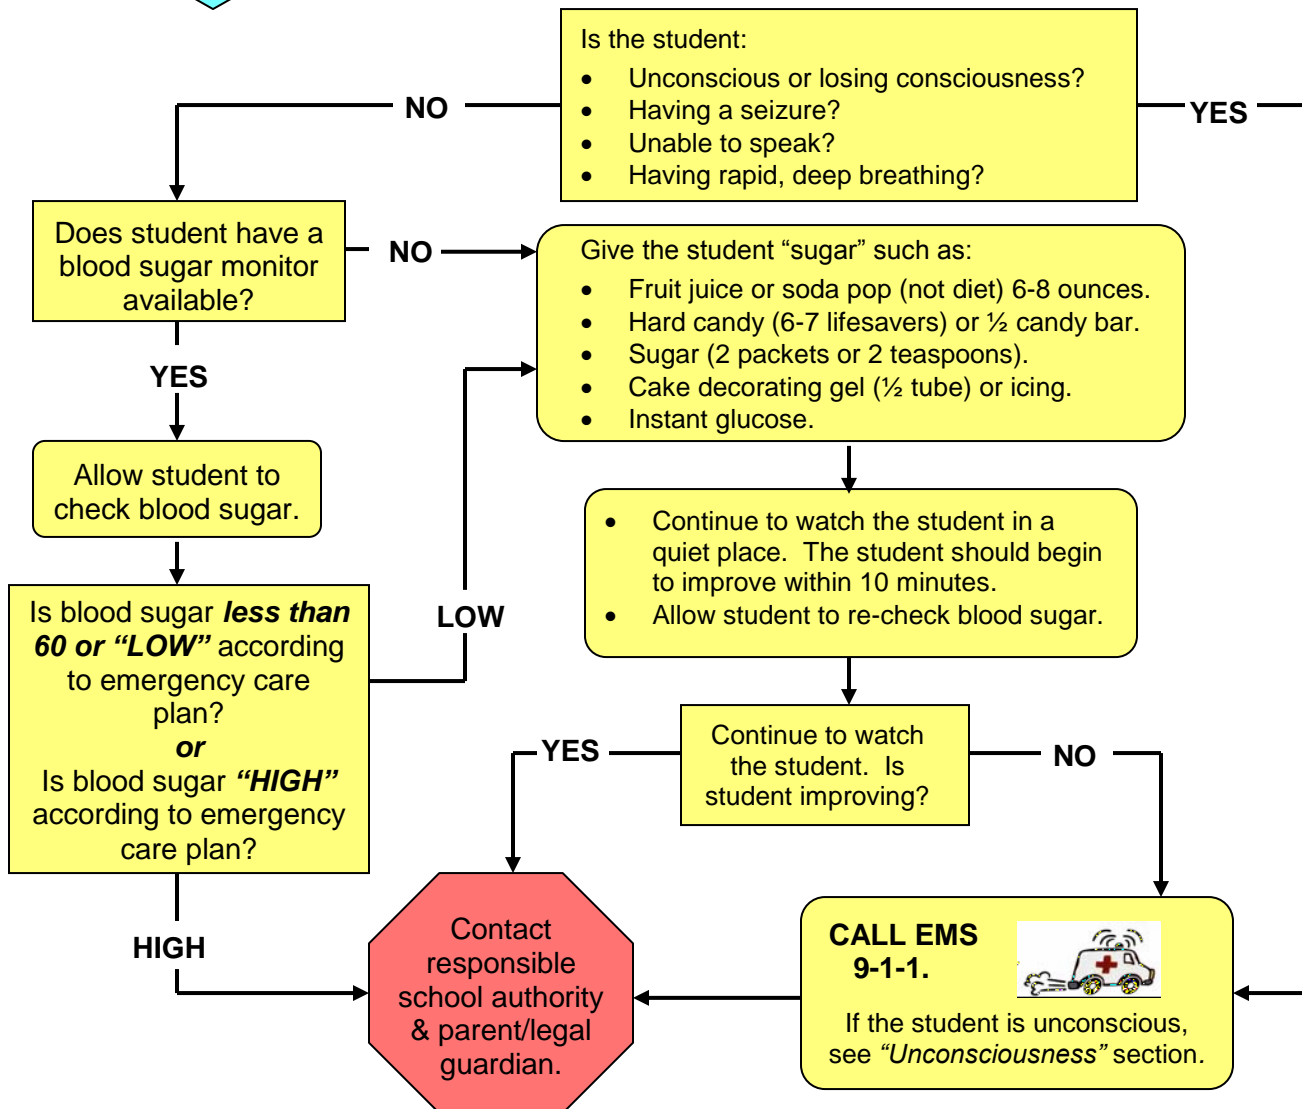 Is the student:
• Unconscious or losing consciousness?
• Having a seizure?
• Unable to speak?
• Having rapid, deep breathing?
NO
YES
Does student have a
blood sugar monitor
available?
NO
Give the student “sugar” such as:
• Fruit juice or soda pop (not diet) 6-8 ounces.
• Hard candy (6-7 lifesavers) or ½ candy bar.
• Sugar (2 packets or 2 teaspoons).
• Cake decorating gel (½ tube) or icing.
• Instant glucose.
YES
Allow student to
check blood sugar.
• Continue to watch the student in a
quiet place. The student should begin
to improve within 10 minutes.
• Allow student to re-check blood sugar.
Is blood sugar less than
60 or “LOW” according
to emergency care
plan?
or
Is blood sugar “HIGH”
according to emergency
care plan?
LOW
Continue to watch
the student. Is
student improving?
YES
NO
HIGH
Contact
responsible
school authority
& parent/legal
guardian.
CALL EMS
9-1-1.
If the student is unconscious,
see “Unconsciousness” section.